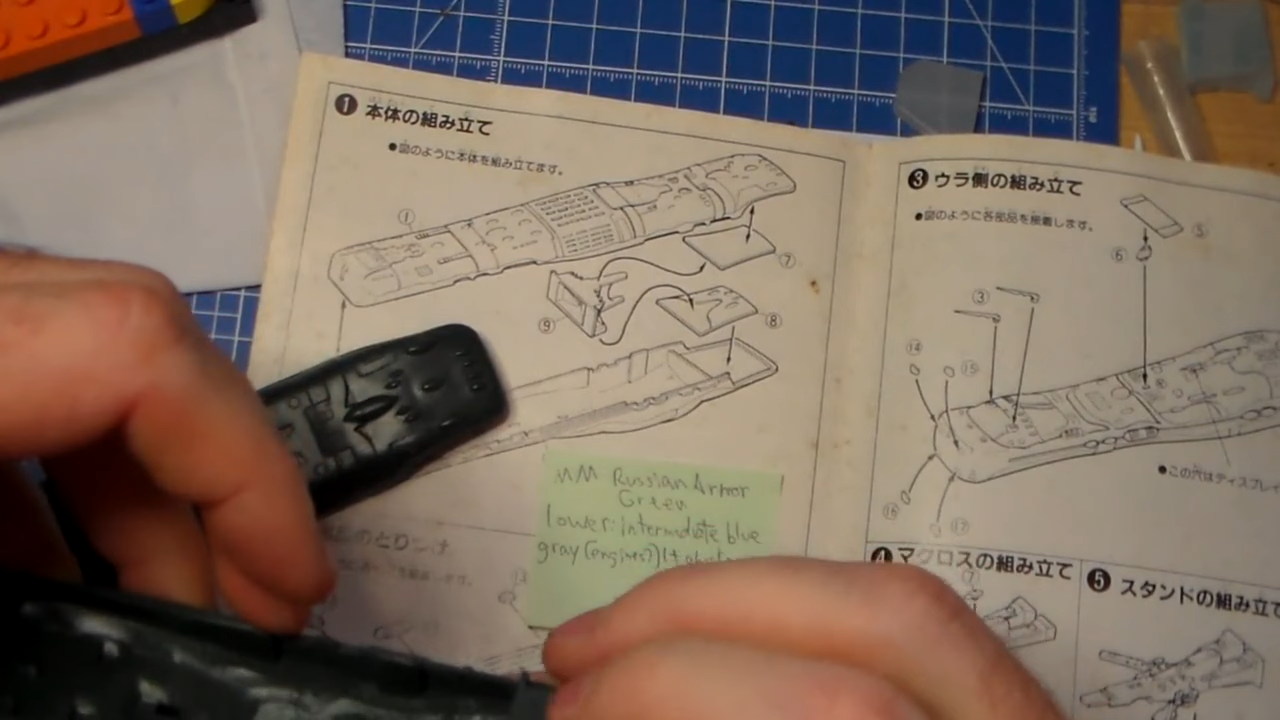 ❶ 本体の組み立て
●図のように本体を組み立てます。
①
⑦
⑧
⑨
MM Russian Armor
Green
lower: intermediate blue
gray (engines?)
❸ ウラ側の組み立て
●図のように各部品を接着します。
⑤
⑥
③
⑭
⑮
⑯
⑰
●この穴はディスプレイ
❹ マクロスの組み立て
❺ スタンドの組み立て